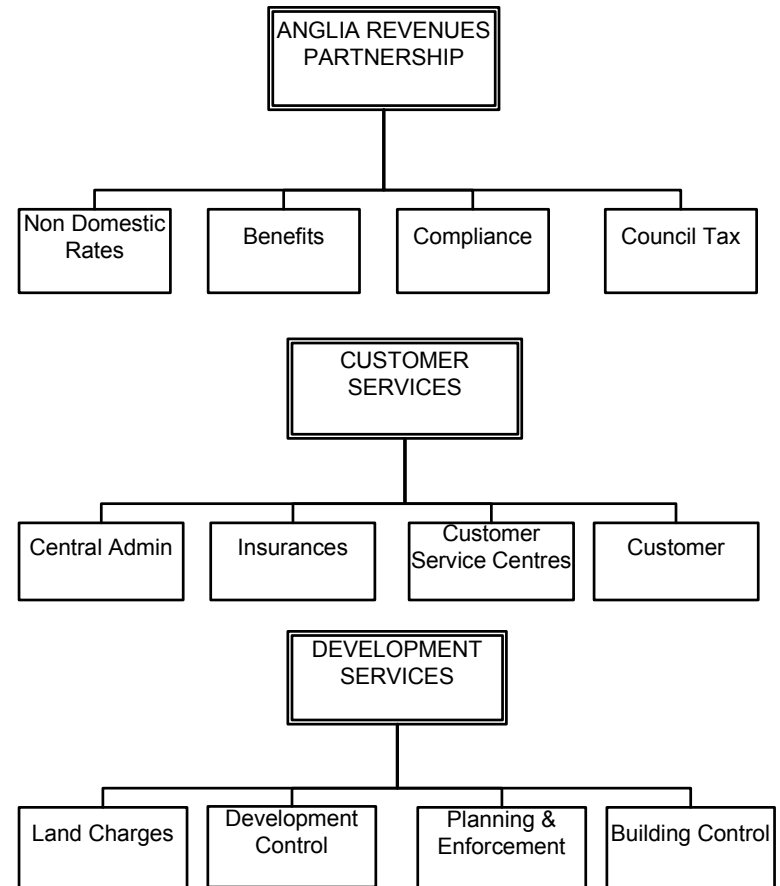 ANGLIA REVENUES
PARTNERSHIP
Non Domestic
Rates
Benefits
Compliance
Council Tax
CUSTOMER
SERVICES
Central Admin
Insurances
Customer
Service Centres
Customer
DEVELOPMENT
SERVICES
Land Charges
Development
Control
Planning &
Enforcement
Building Control